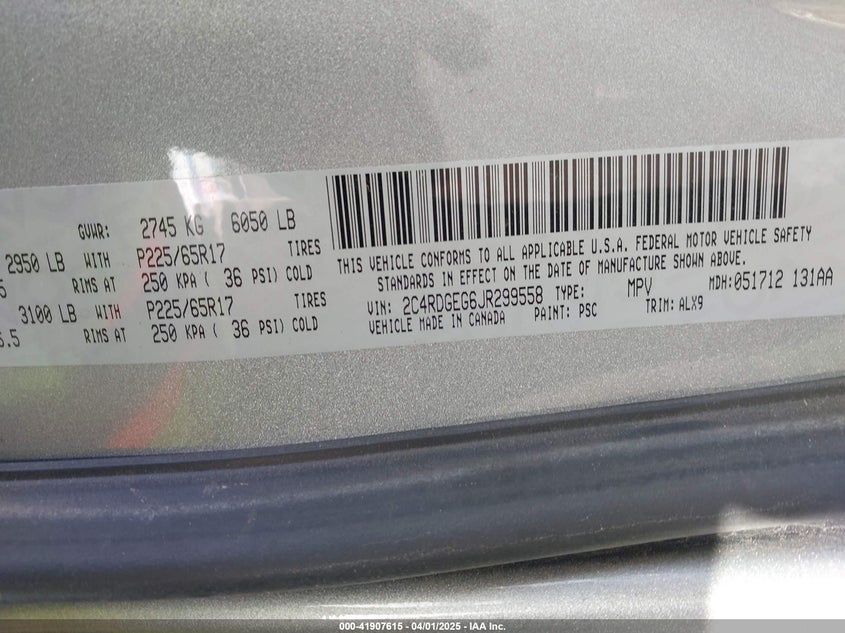 GVWR: 2745 KG 6050 LB
2950 LB WITH P225/65R17 TIRES
RIMS AT 250 KPA ( 36 PSI) COLD
3100 LB WITH P225/65R17 TIRES
.5 RIMS AT 250 KPA ( 36 PSI) COLD
THIS VEHICLE CONFORMS TO ALL APPLICABLE U.S.A. FEDERAL MOTOR VEHICLE SAFETY
STANDARDS IN EFFECT ON THE DATE OF MANUFACTURE SHOWN ABOVE.
VIN: 2C4RDGEG6JR299558 TYPE: MPV MDH: 051712 131AA
VEHICLE MADE IN CANADA PAINT: PSC TRIM: ALX9
000-41907615 - 04/01/2025 - IAA Inc.